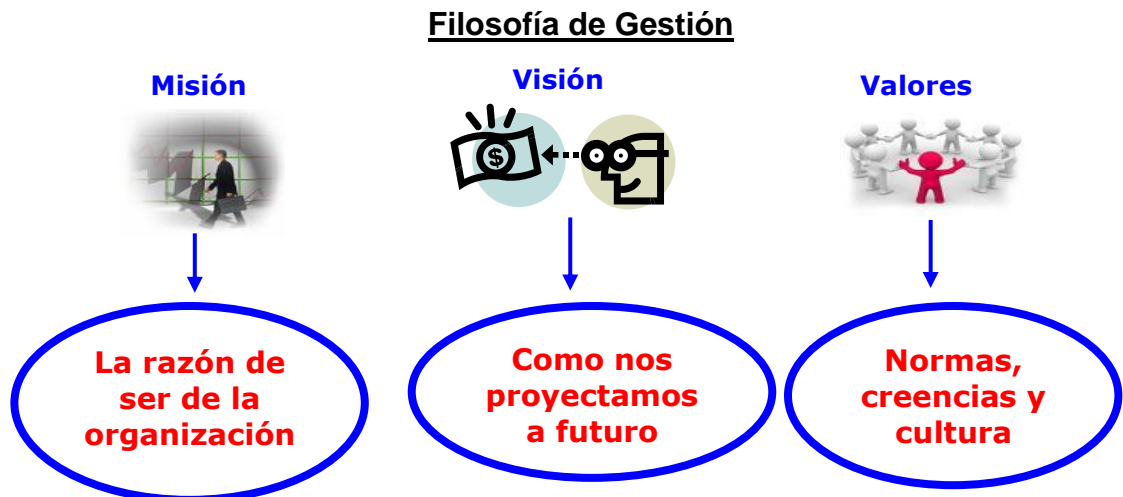 Filosofía de Gestión
Misión
Visión
Valores
$
La razón de
ser de la
organización
Como nos
proyectamos
a futuro
Normas,
creencias y
cultura